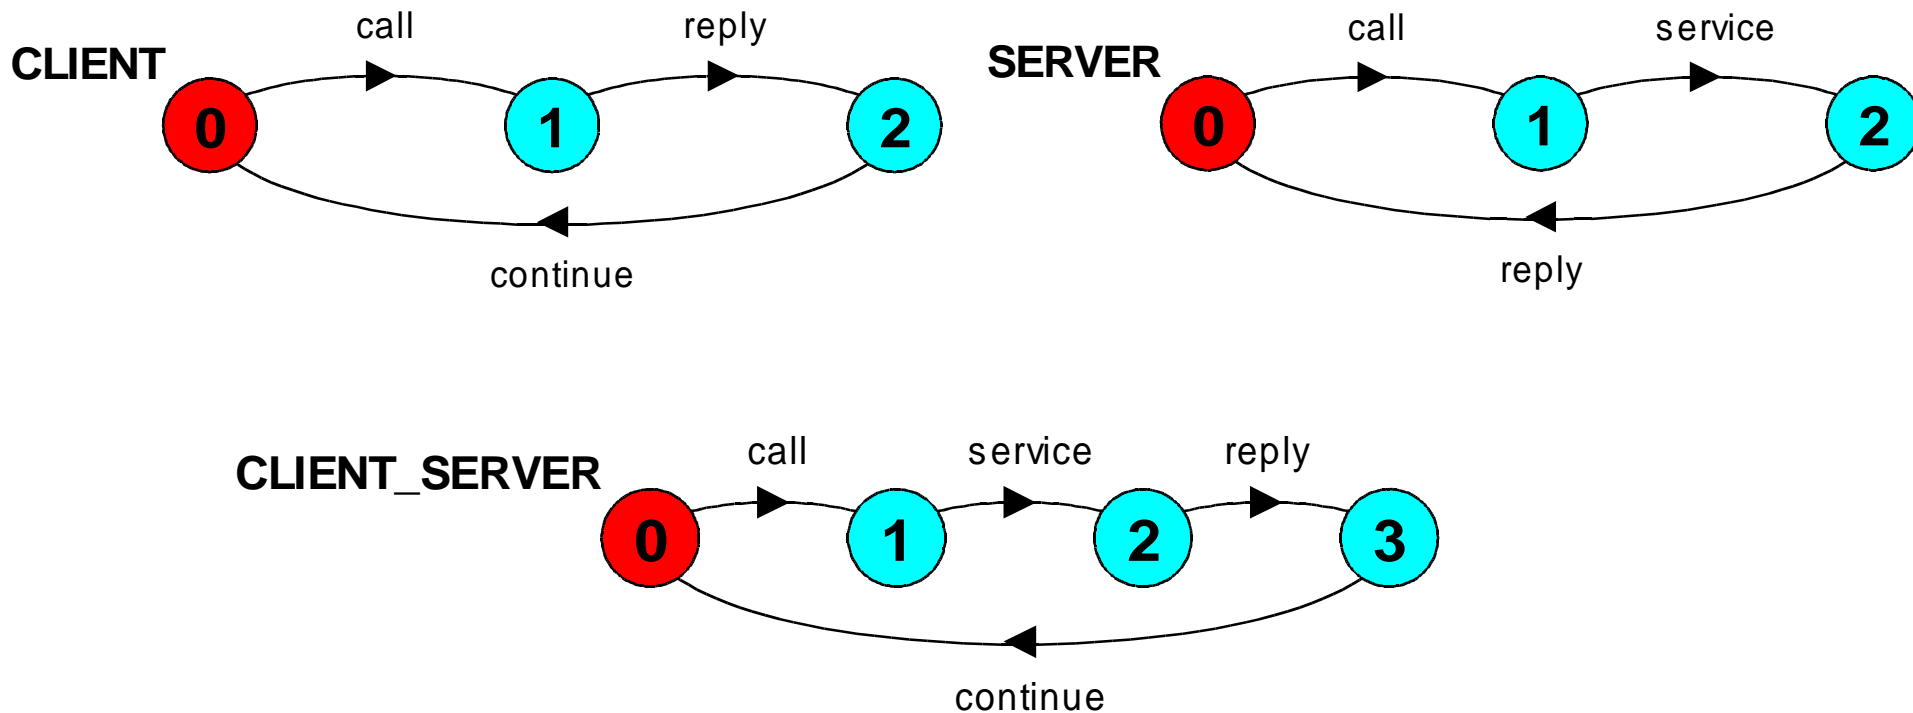 call reply
CLIENT
0 1 2
continue
call service
SERVER
0 1 2
reply
call service reply
CLIENT_SERVER
0 1 2 3
continue